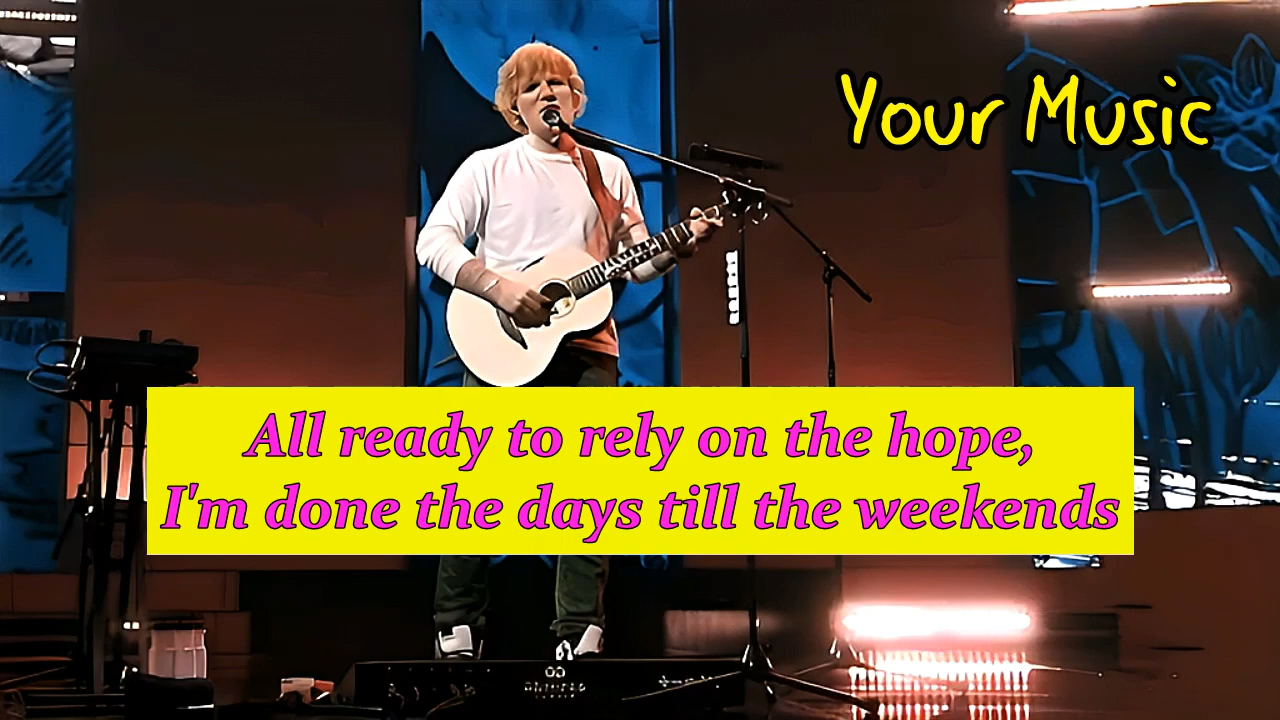 Your Music
All ready to rely on the hope,
I'm done the days till the weekends